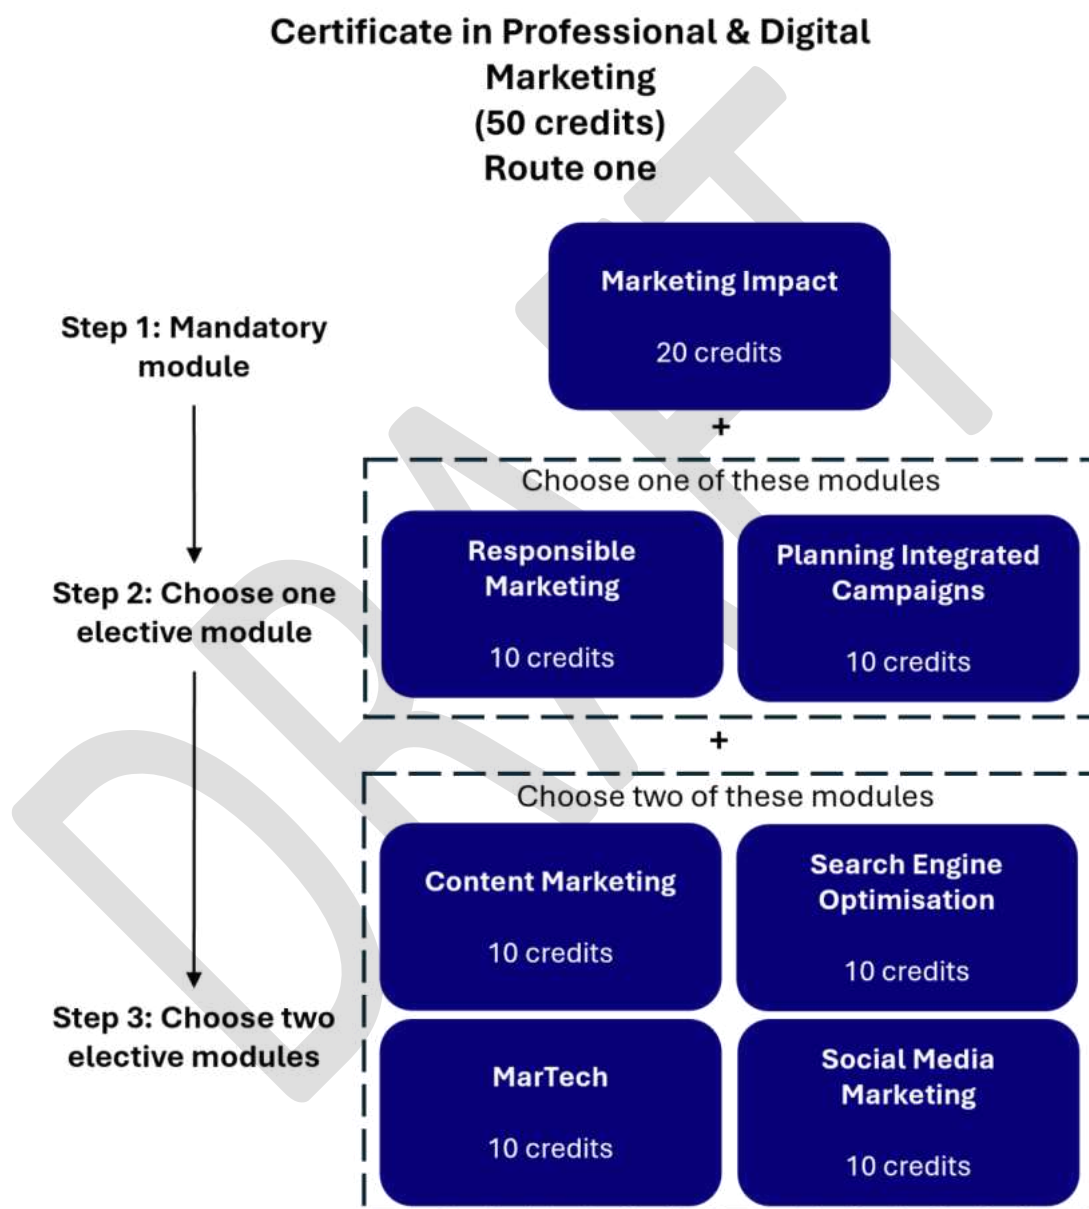 Certificate in Professional & Digital
Marketing
(50 credits)
Route one
Marketing Impact
20 credits
Step 1: Mandatory
module
+
Choose one of these modules
Responsible
Marketing
10 credits
Planning Integrated
Campaigns
10 credits
Step 2: Choose one
elective module
+
Choose two of these modules
Content Marketing
10 credits
Search Engine
Optimisation
10 credits
Step 3: Choose two
elective modules
MarTech
10 credits
Social Media
Marketing
10 credits
DRAFT